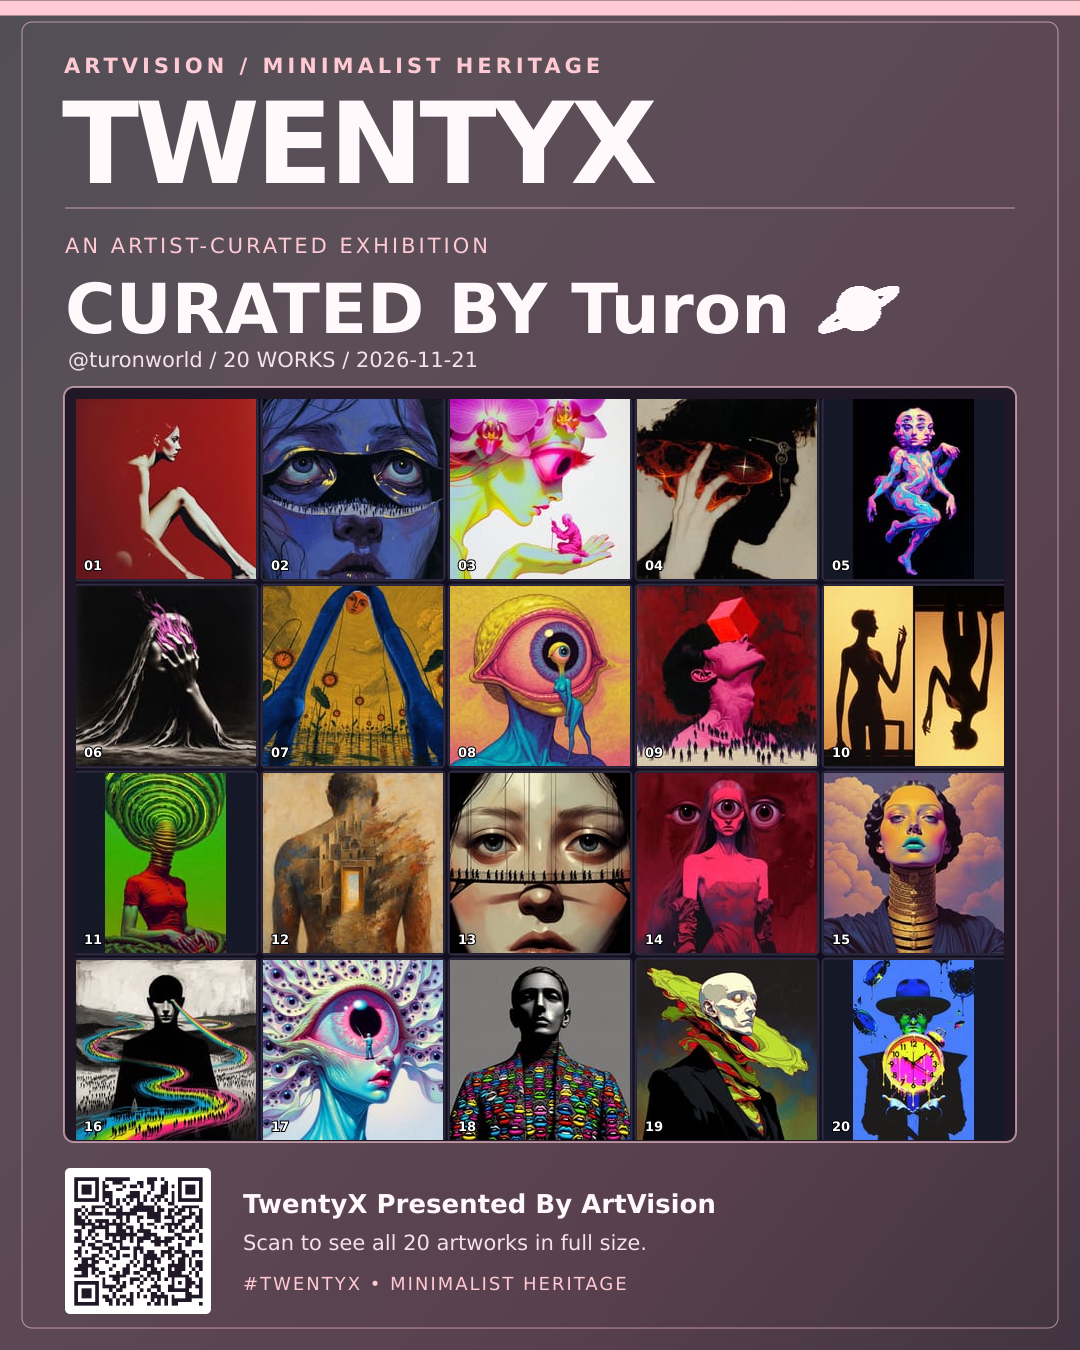 ARTVISION / MINIMALIST HERITAGE
TWENTYX
AN ARTIST-CURATED EXHIBITION
CURATED BY Turon 🪐
@turonworld / 20 WORKS / 2026-11-21
01
02
03
04
05
06
07
08
09
10
11
12
13
14
15
16
17
18
19
20
TwentyX Presented By ArtVision
Scan to see all 20 artworks in full size.
#TWENTYX • MINIMALIST HERITAGE